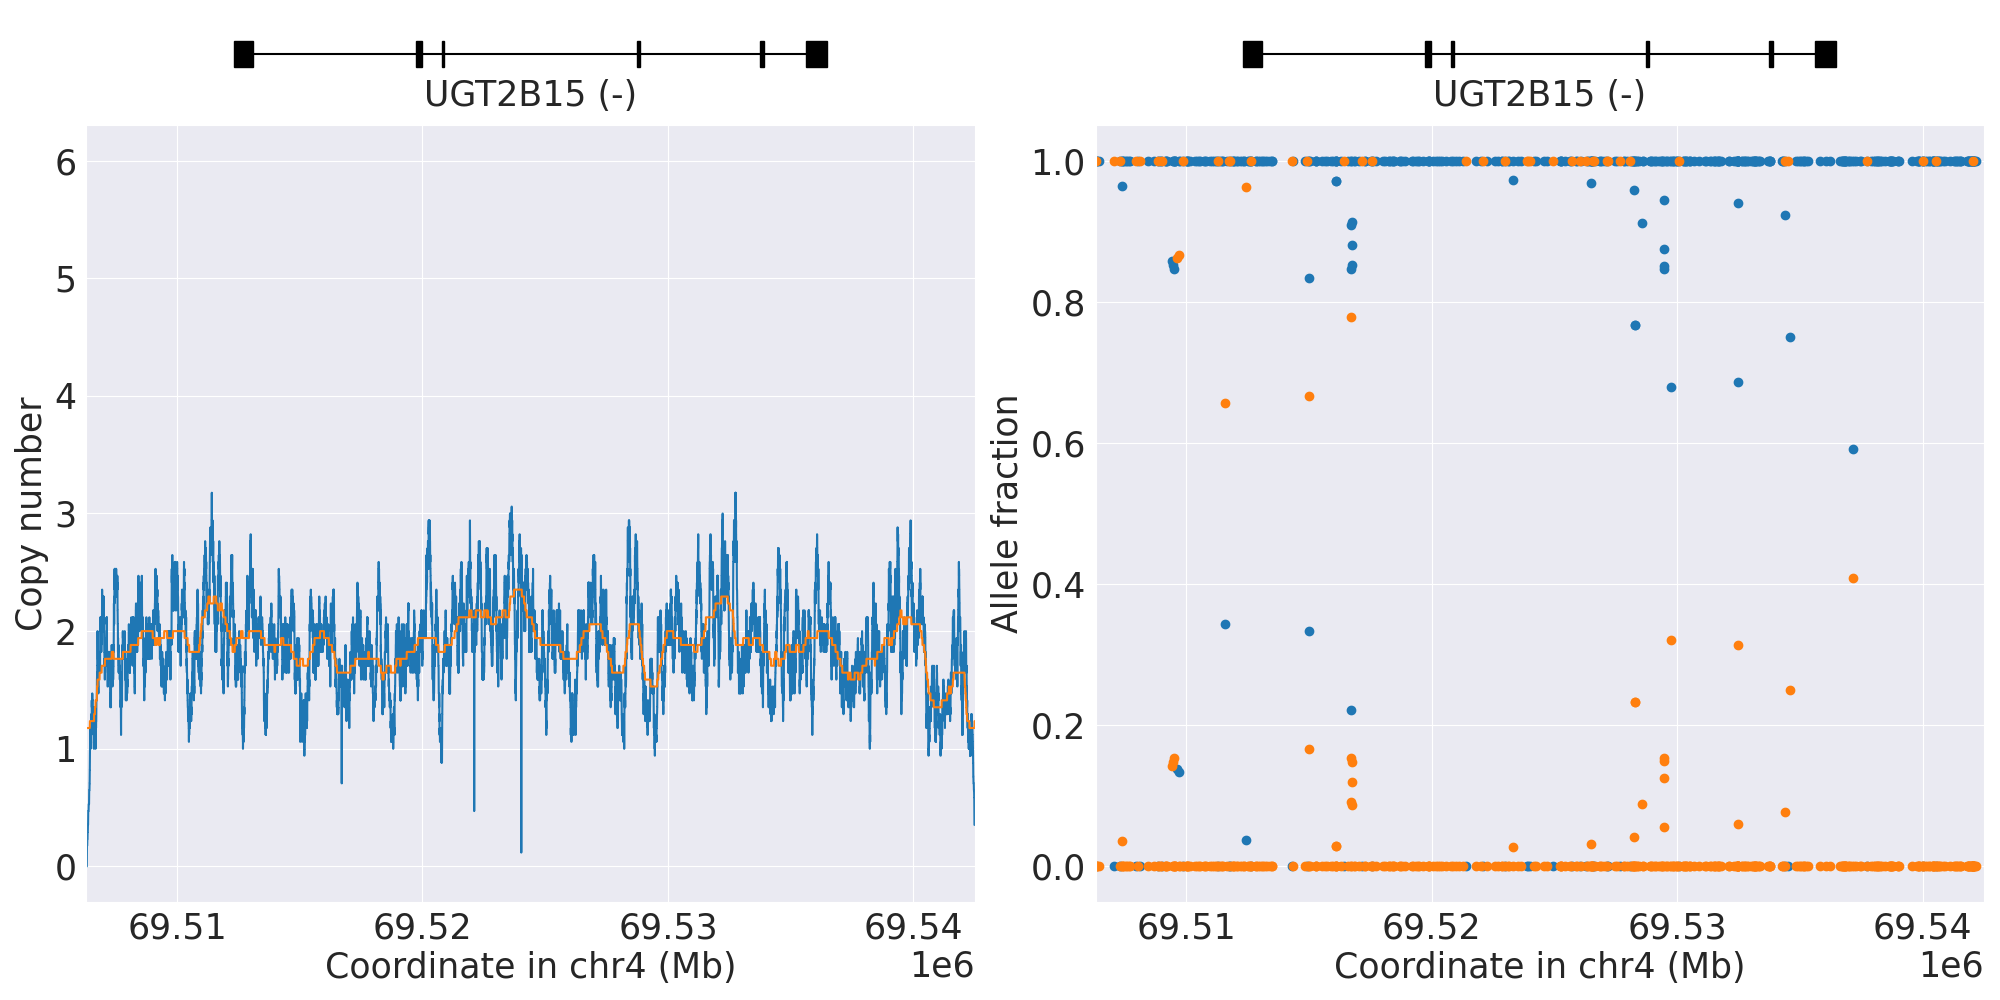 UGT2B15 (-)
6
5
4
3
2
1
0
Copy number
69.51 69.52 69.53 69.54
Coordinate in chr4 (Mb)
1e6
UGT2B15 (-)
1.0
0.8
0.6
0.4
0.2
0.0
Allele fraction
69.51 69.52 69.53 69.54
Coordinate in chr4 (Mb)
1e6